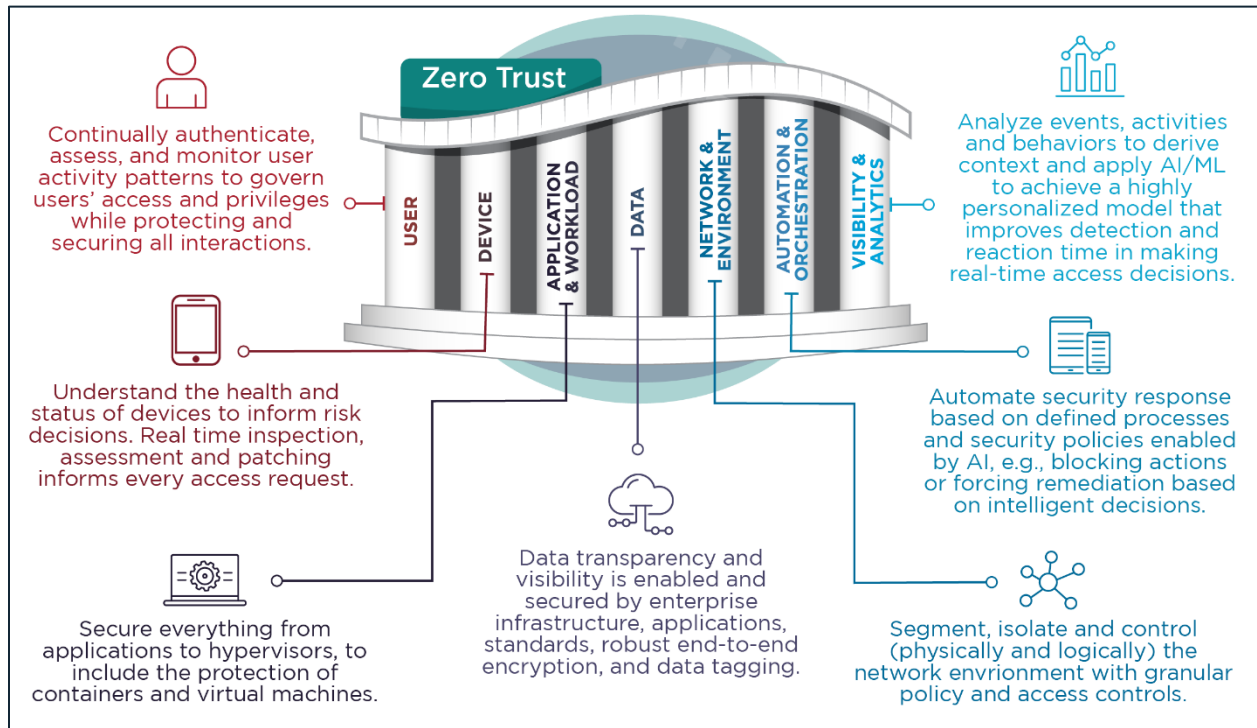 Zero Trust
USER
DEVICE
APPLICATION
& WORKLOAD
DATA
NETWORK &
ENVIRONMENT
AUTOMATION &
ORCHESTRATION
VISIBILITY &
ANALYTICS
Continually authenticate,
assess, and monitor user
activity patterns to govern
users’ access and privileges
while protecting and
securing all interactions.
Understand the health and
status of devices to inform risk
decisions. Real time inspection,
assessment and patching
informs every access request.
Secure everything from
applications to hypervisors, to
include the protection of
containers and virtual machines.
Data transparency and
visibility is enabled and
secured by enterprise
infrastructure, applications,
standards, robust end-to-end
encryption, and data tagging.
Analyze events, activities
and behaviors to derive
context and apply AI/ML
to achieve a highly
personalized model that
improves detection and
reaction time in making
real-time access decisions.
Automate security response
based on defined processes
and security policies enabled
by AI, e.g., blocking actions
or forcing remediation based
on intelligent decisions.
Segment, isolate and control
(physically and logically) the
network envrionment with granular
policy and access controls.